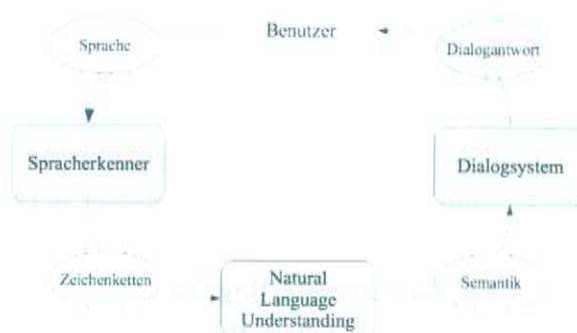 Benutzer
Sprache
Dialogantwort
Spracherkenner
Dialogsystem
Zeichenketten
Natural
Language
Understanding
Semantik